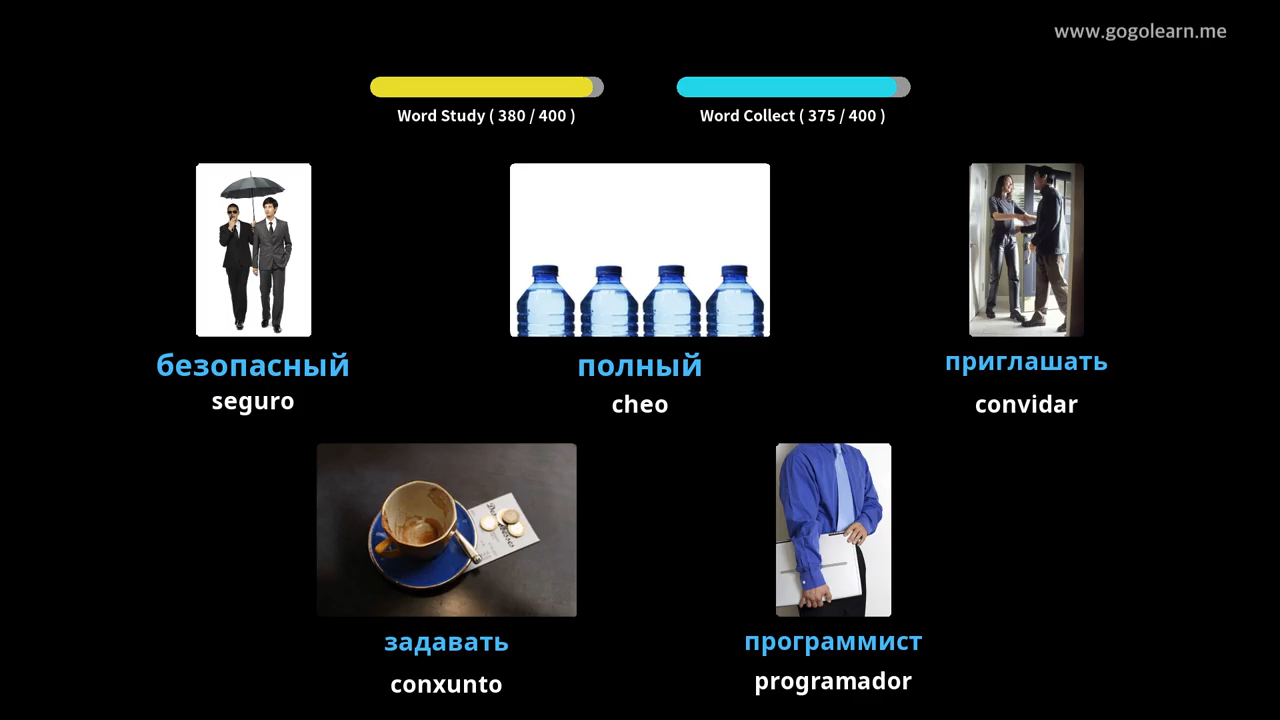 www.gogolearn.me
Word Study ( 380 / 400 )
Word Collect ( 375 / 400 )
безопасный
seguro
полный
cheo
приглашать
convidar
задавать
conxunto
программист
programador